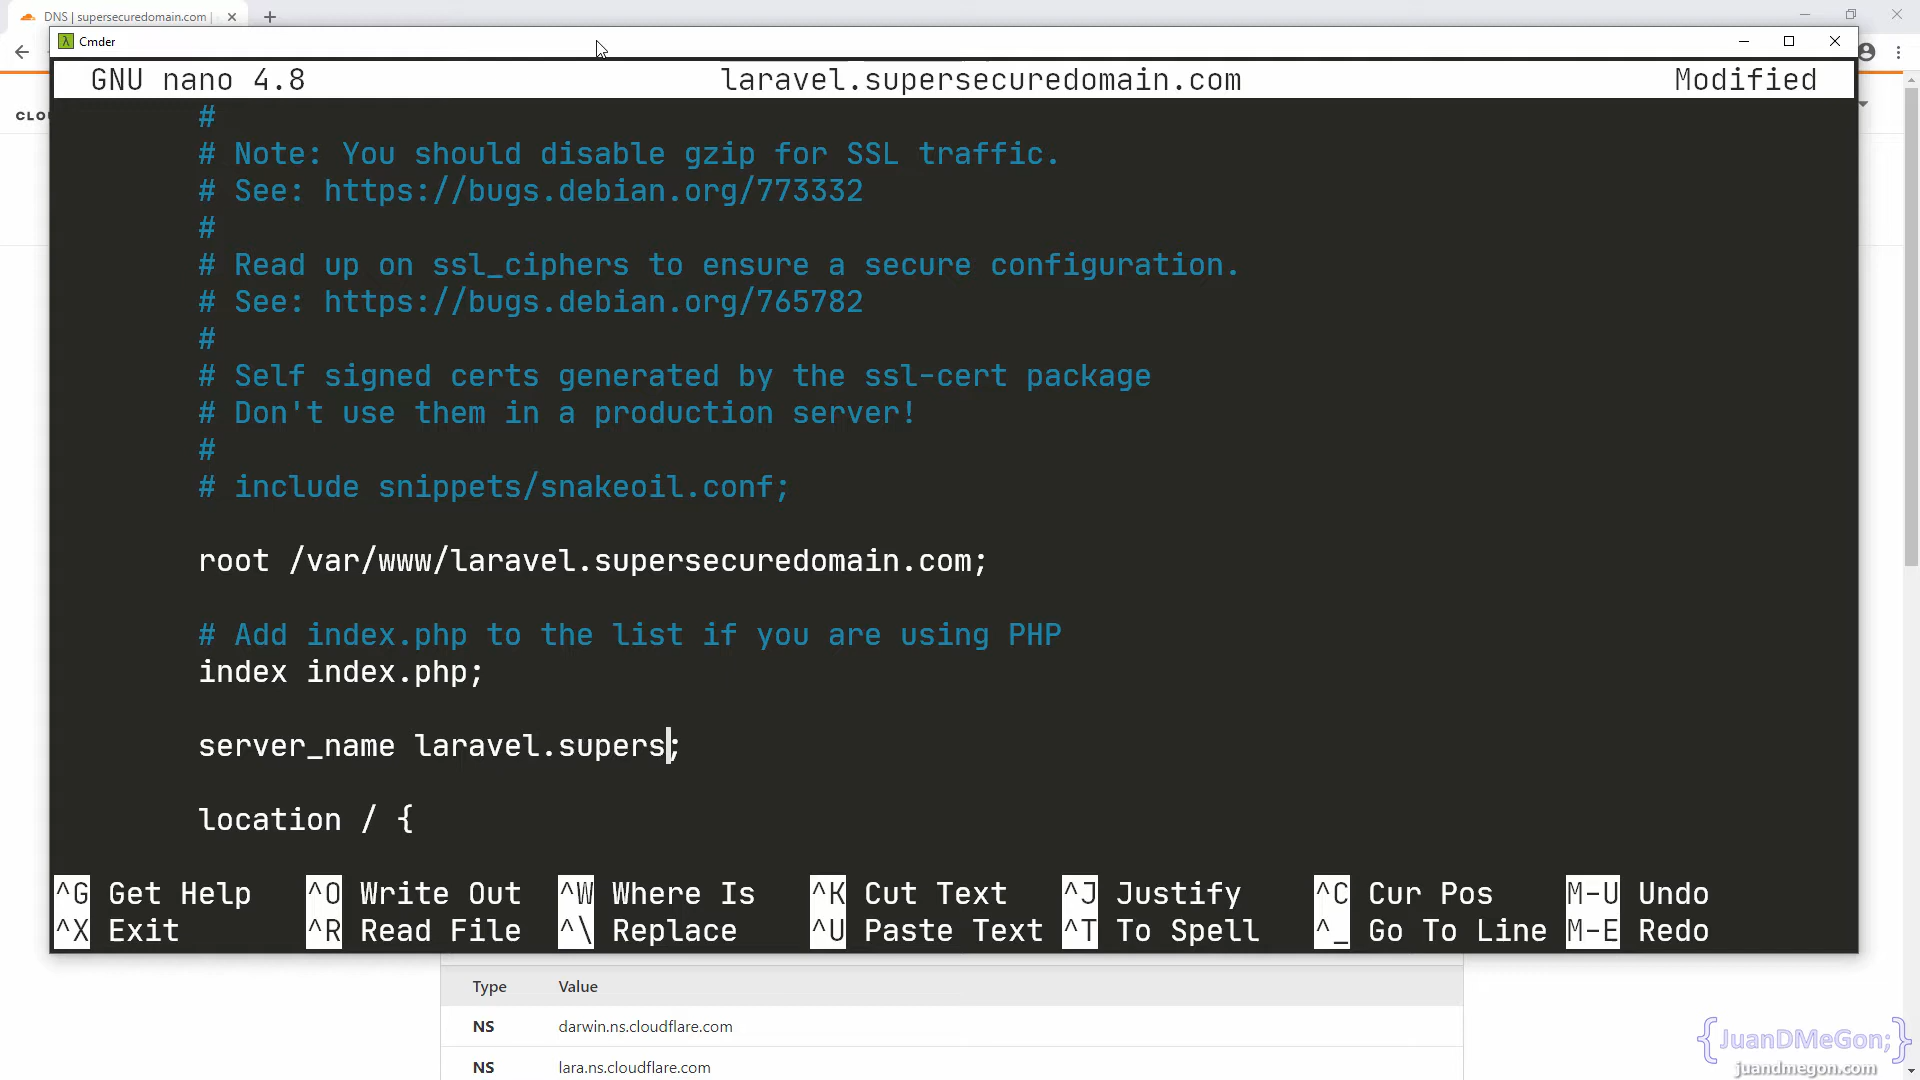 DNS | supersecuredomain.com |
Cmder
GNU nano 4.8 laravel.supersecuredomain.com Modified
CLOU
#
# Note: You should disable gzip for SSL traffic.
# See: https://bugs.debian.org/773332
#
# Read up on ssl_ciphers to ensure a secure configuration.
# See: https://bugs.debian.org/765782
#
# Self signed certs generated by the ssl-cert package
# Don't use them in a production server!
#
# include snippets/snakeoil.conf;
root /var/www/laravel.supersecuredomain.com;
# Add index.php to the list if you are using PHP
index index.php;
server_name laravel.supers;
location / {
^G Get Help ^O Write Out ^W Where Is ^K Cut Text ^J Justify ^C Cur Pos M-U Undo
^X Exit ^R Read File ^\ Replace ^U Paste Text ^T To Spell ^_ Go To Line M-E Redo
Type Value
NS darwin.ns.cloudflare.com
NS lara.ns.cloudflare.com
{JuanDMeGon;}
juandmegon.com